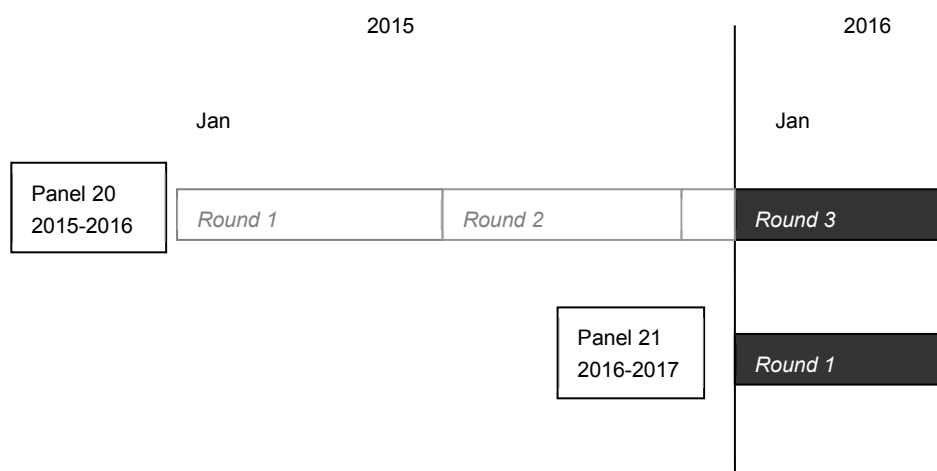 2015 2016
Jan Jan
Panel 20
2015-2016
Round 1 Round 2 Round 3
Panel 21
2016-2017
Round 1